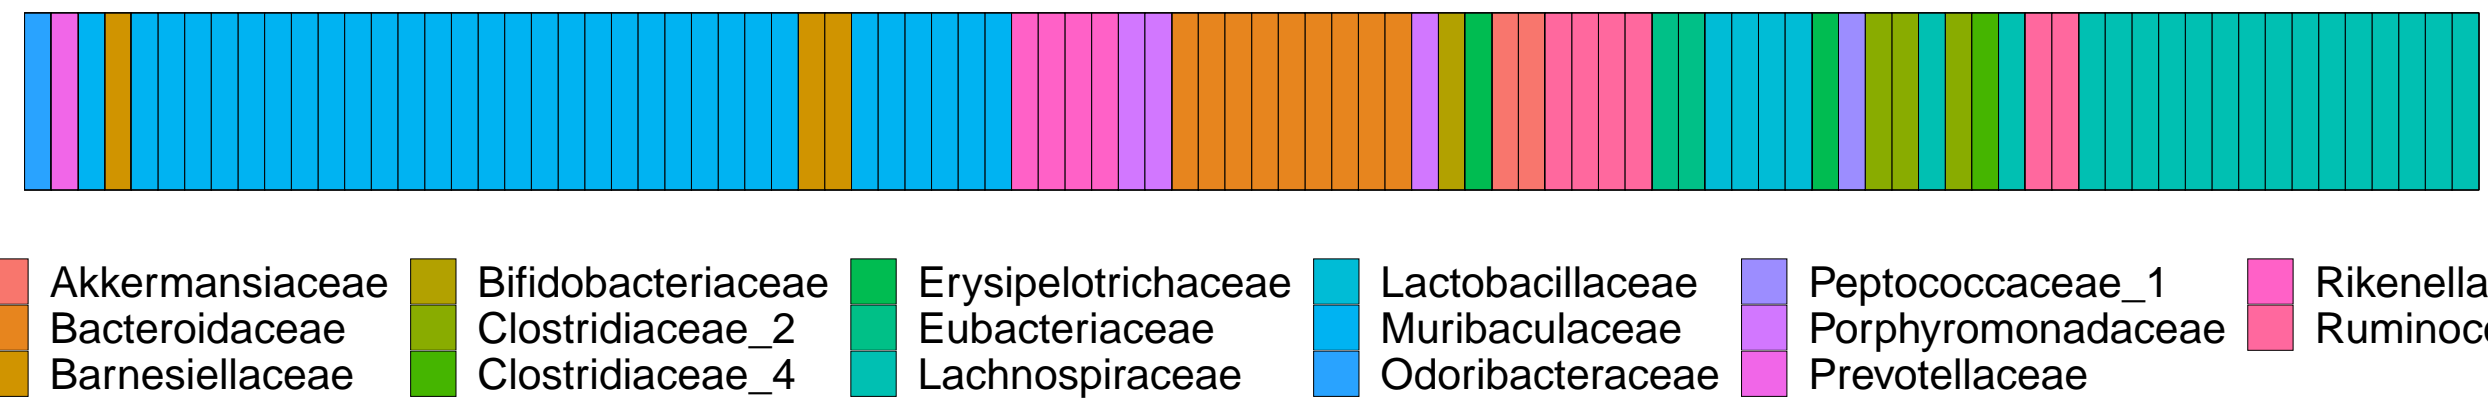 Akkermansiaceae Bifidobacteriaceae Erysipelotrichaceae Lactobacillaceae Peptococcaceae_1 Rikenella
Bacteroidaceae Clostridiaceae_2 Eubacteriaceae Muribaculaceae Porphyromonadaceae Ruminoc
Barnesiellaceae Clostridiaceae_4 Lachnospiraceae Odoribacteraceae Prevotellaceae